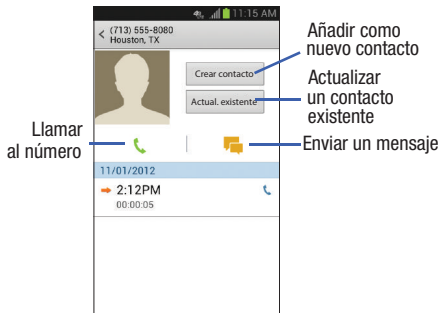 11:15 AM
(713) 555-8080
Houston, TX
Crear contacto
Actual. existente
Añadir como
nuevo contacto
Actualizar
un contacto
existente
Llamar
al número
Enviar un mensaje
11/01/2012
2:12PM
00:00:05